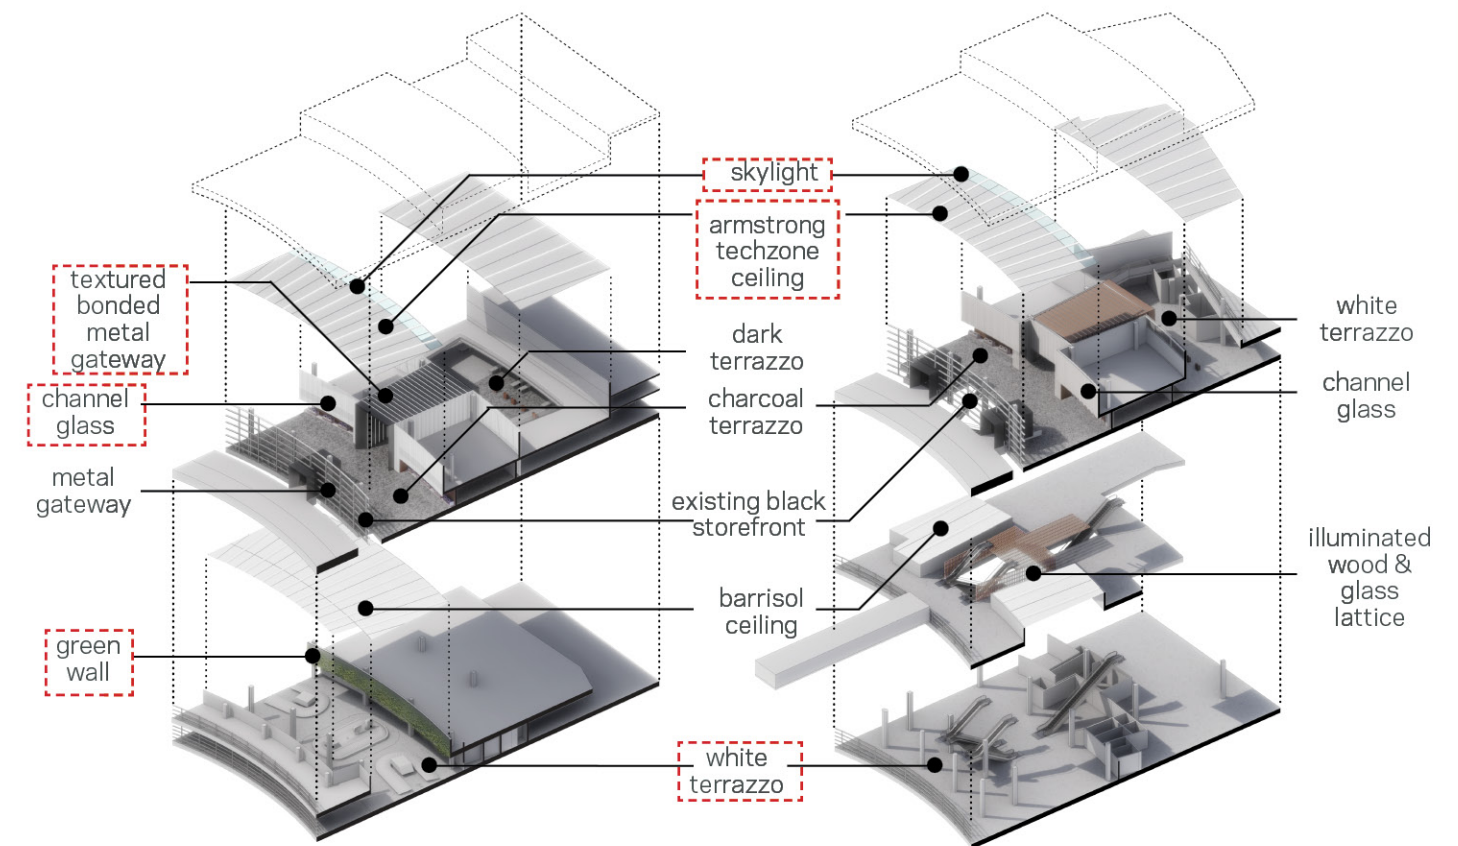 skylight
armstrong
techzone
ceiling
textured
bonded
metal
gateway
channel
glass
metal
gateway
green
wall
dark
terrazzo
charcoal
terrazzo
existing black
storefront
barrisol
ceiling
white
terrazzo
white
terrazzo
channel
glass
illuminated
wood &
glass
lattice